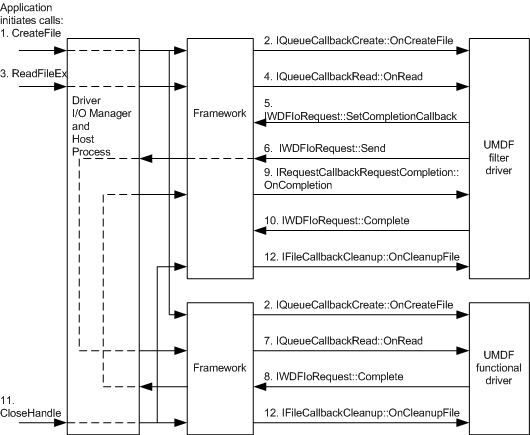 Application
initiates calls:
1. CreateFile
2. IQueueCallbackCreate::OnCreateFile
3. ReadFileEx
4. IQueueCallbackRead::OnRead
Driver
I/O Manager
and
Host
Process
Framework
5.
IWDFIoRequest::SetCompletionCallback
6. IWDFIoRequest::Send
UMDF
filter
driver
9. IRequestCallbackRequestCompletion::
OnCompletion
10. IWDFIoRequest::Complete
12. IFileCallbackCleanup::OnCleanupFile
2. IQueueCallbackCreate::OnCreateFile
7. IQueueCallbackRead::OnRead
Framework
8. IWDFIoRequest::Complete
UMDF
functional
driver
11.
CloseHandle
12. IFileCallbackCleanup::OnCleanupFile